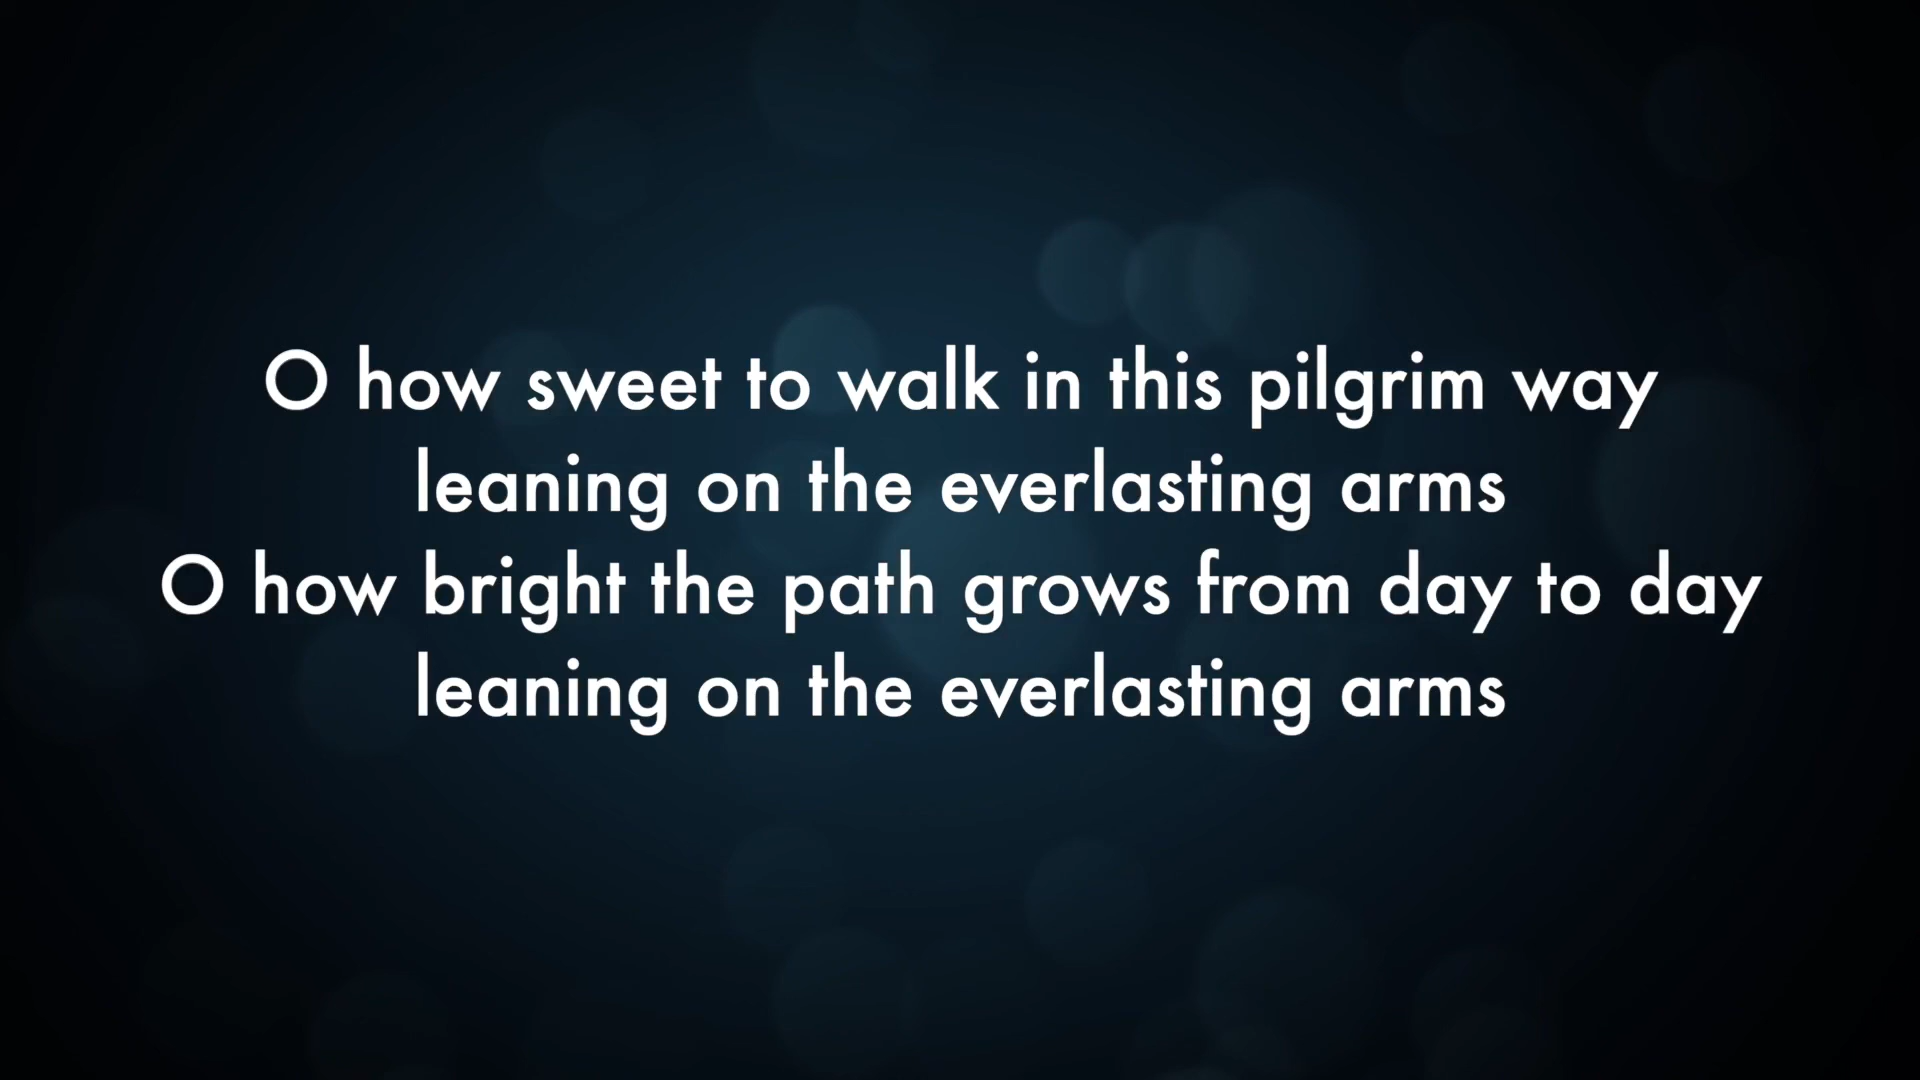 O how sweet to walk in this pilgrim way
leaning on the everlasting arms
O how bright the path grows from day to day
leaning on the everlasting arms